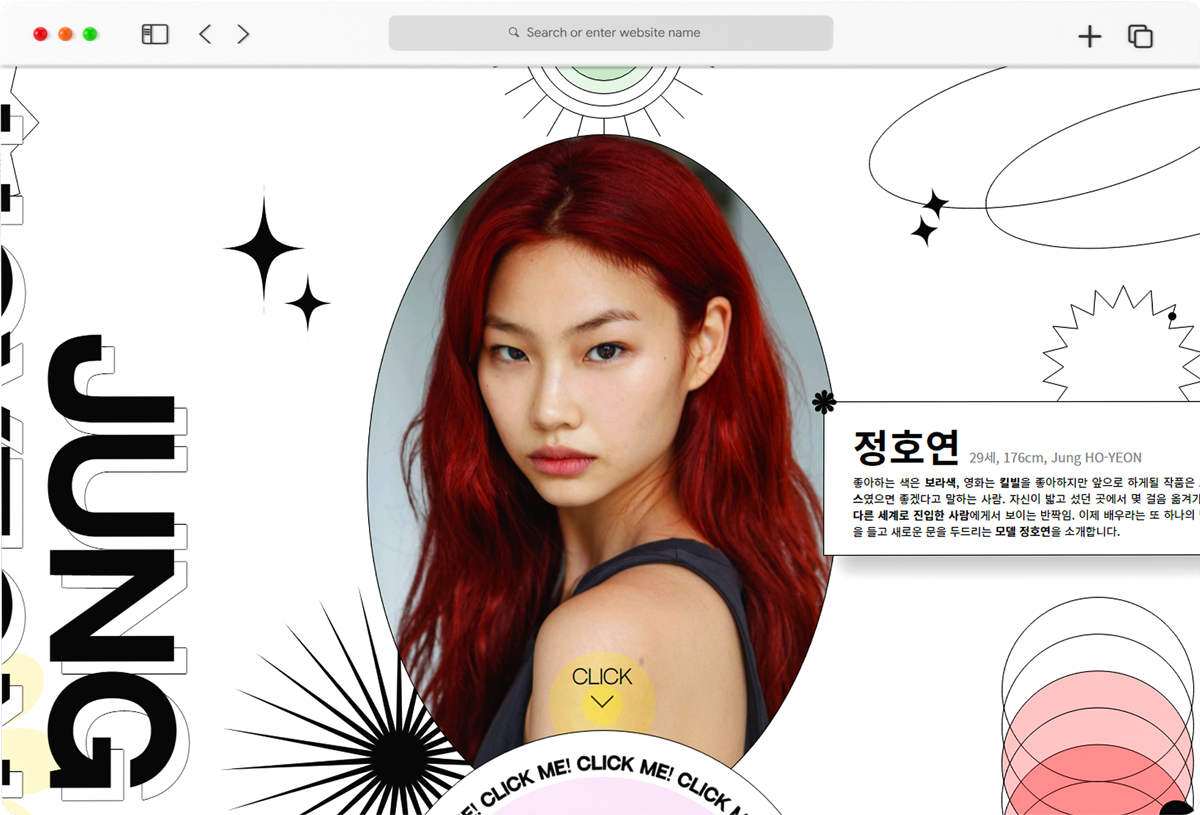 Search or enter website name
JUNG
정호연 29세, 176cm, Jung HO-YEON
좋아하는 색은 보라색, 영화는 킬빌을 좋아하지만 앞으로 하게될 작품은
스였으면 좋겠다고 말하는 사람. 자신이 밟고 섰던 곳에서 몇 걸음 옮겨
다른 세계로 진입한 사람에게서 보이는 반짝임. 이제 배우라는 또 하나의
을 들고 새로운 문을 두드리는 모델 정호연을 소개합니다.
CLICK
CLICK ME! CLICK ME! CLICK